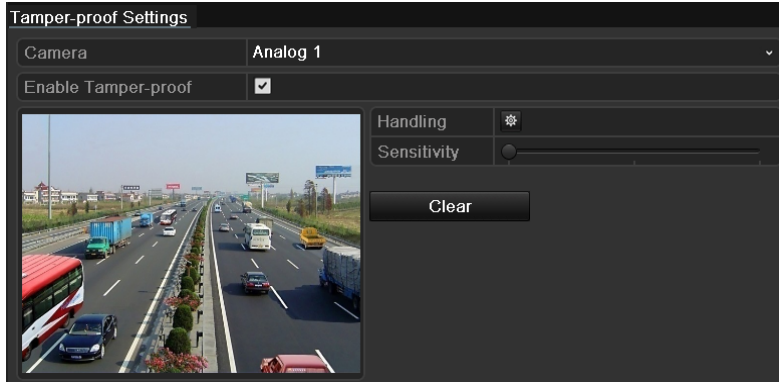 Tamper-proof Settings
Camera
Analog 1
Enable Tamper-proof
Handling
Sensitivity
Clear